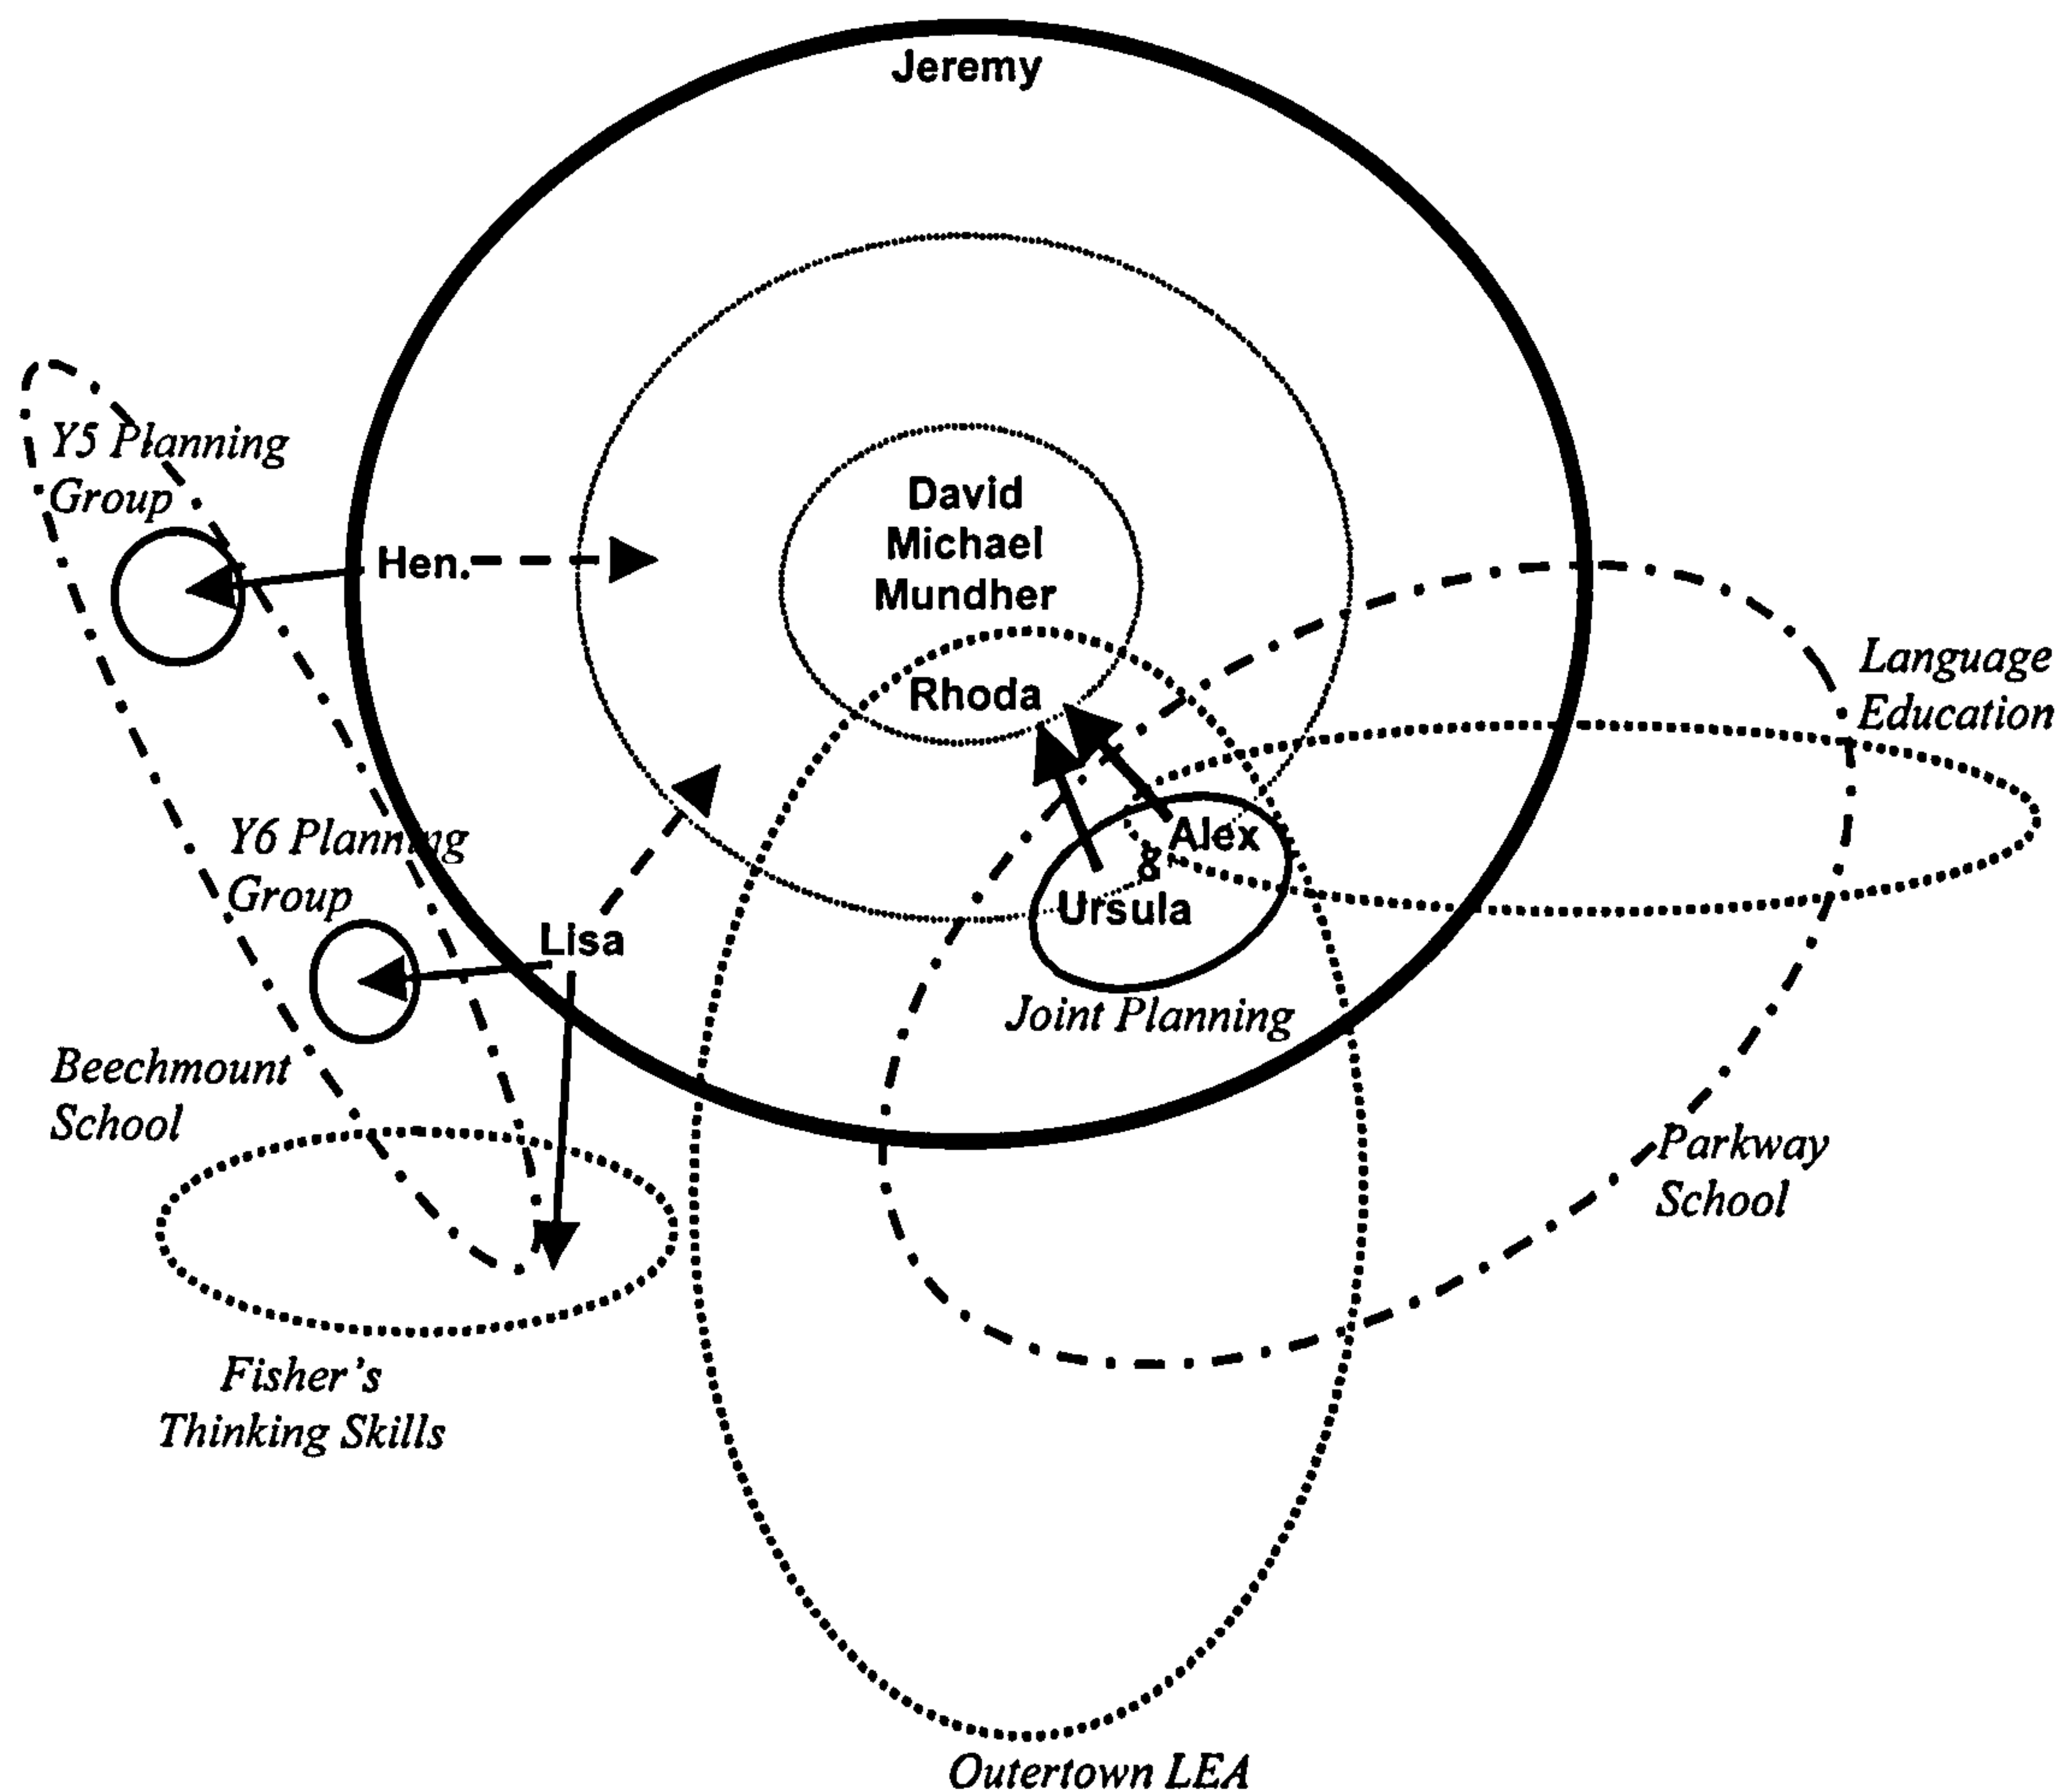 Jeremy
Y5 Planning
Group
David
Michael
Mundher
Hen.
Rhoda
Language
Education
Y6 Planning
Group
Alex
&
Ursula
Lisa
Joint Planning
Beechmount
School
Parkway
School
Fisher's
Thinking Skills
Outertown LEA